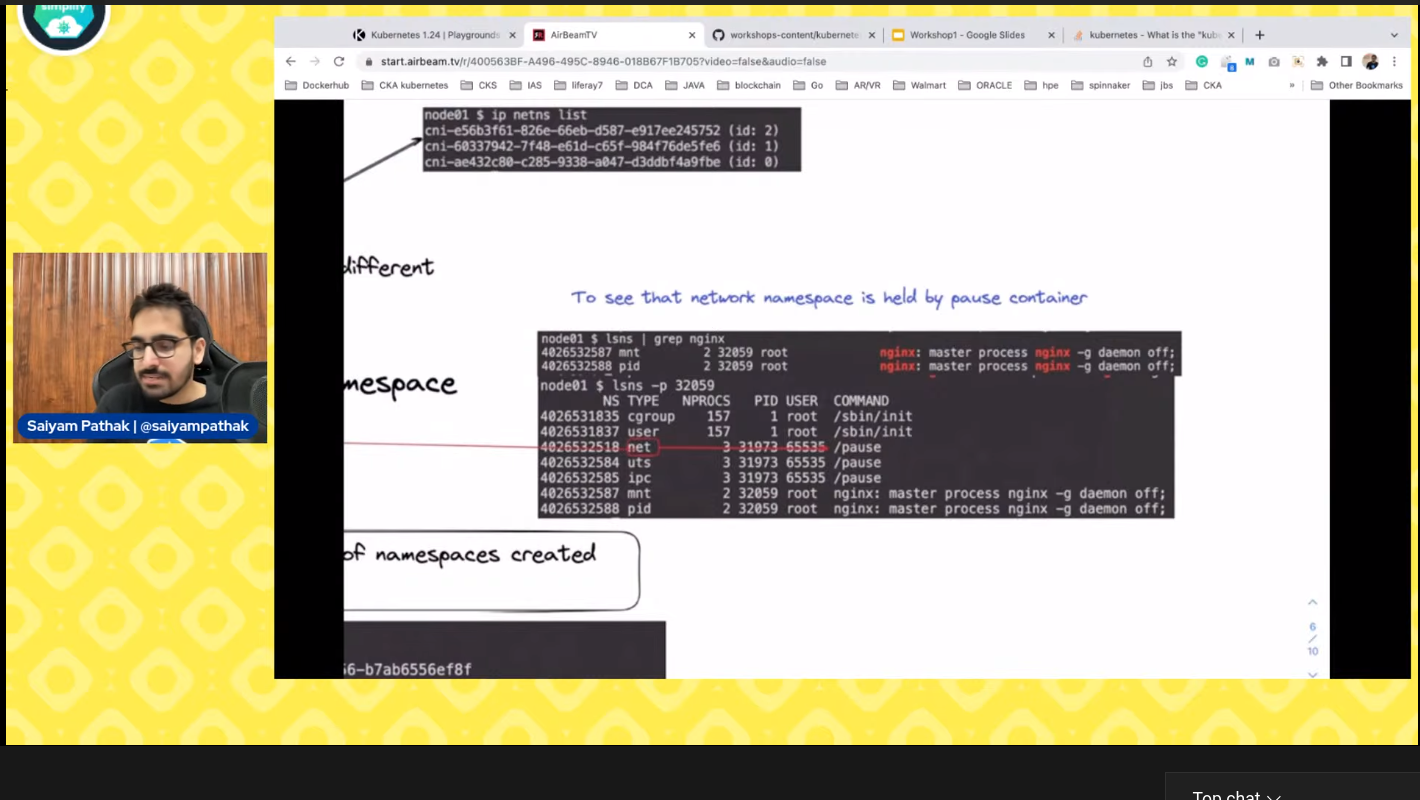 simplify
Kubernetes 1.24 | Playgrounds
AirBeamTV
workshops-content/kubernete
Workshop1 - Google Slides
kubernetes - What is the "kub
start.airbeam.tv/r/400563BF-A496-495C-8946-018B67F1B705?video=false&audio=false
Dockerhub CKA kubernetes CKS IAS liferay7 DCA JAVA blockchain Go AR/VR Walmart ORACLE hpe spinnaker jbs CKA » Other Bookmarks
node01 $ ip netns list
cni-e56b3f61-826e-66eb-d587-e917ee245752 (id: 2)
cni-60337942-7f48-e61d-c65f-984f76de5fe6 (id: 1)
cni-ae432c80-c285-9338-a047-d3ddbf4a9fbe (id: 0)
different
To see that network namespace is held by pause container
node01 $ lsns | grep nginx
4026532587 mnt 2 32059 root nginx: master process nginx -g daemon off;
4026532588 pid 2 32059 root nginx: master process nginx -g daemon off;
node01 $ lsns -p 32059
NS TYPE NPROCS PID USER COMMAND
4026531835 cgroup 157 1 root /sbin/init
4026531837 user 157 1 root /sbin/init
4026532518 net 3 31973 65535 /pause
4026532584 uts 3 31973 65535 /pause
4026532585 ipc 3 31973 65535 /pause
4026532587 mnt 2 32059 root nginx: master process nginx -g daemon off;
4026532588 pid 2 32059 root nginx: master process nginx -g daemon off;
mespace
Saiyam Pathak | @saiyampathak
of namespaces created
6-b7ab6556ef8f
6
/
10
Top chat